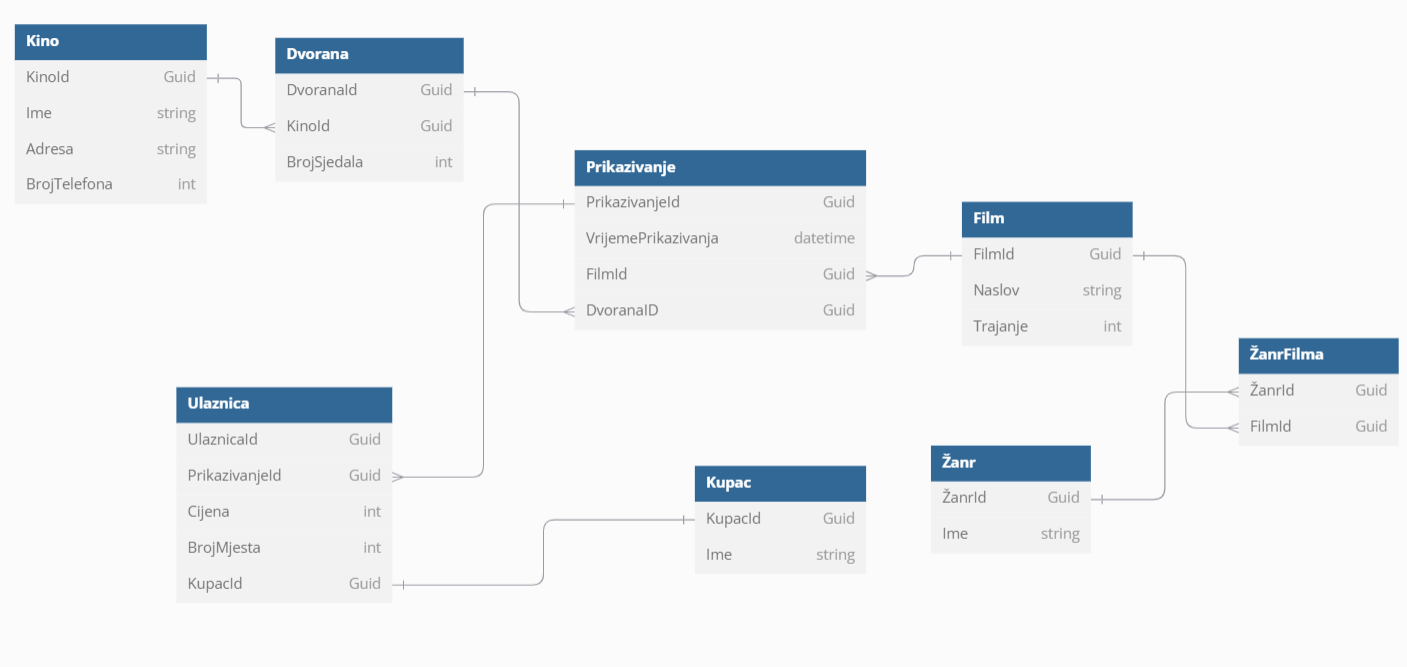 Kino
KinoId Guid
Ime string
Adresa string
BrojTelefona int
Dvorana
DvoranaId Guid
KinoId Guid
BrojSjedala int
Prikazivanje
PrikazivanjeId Guid
VrijemePrikazivanja datetime
FilmId Guid
DvoranaID Guid
Film
FilmId Guid
Naslov string
Trajanje int
ŽanrFilma
ŽanrId Guid
FilmId Guid
Ulaznica
UlaznicaId Guid
PrikazivanjeId Guid
Cijena int
BrojMjesta int
KupacId Guid
Kupac
KupacId Guid
Ime string
Žanr
ŽanrId Guid
Ime string